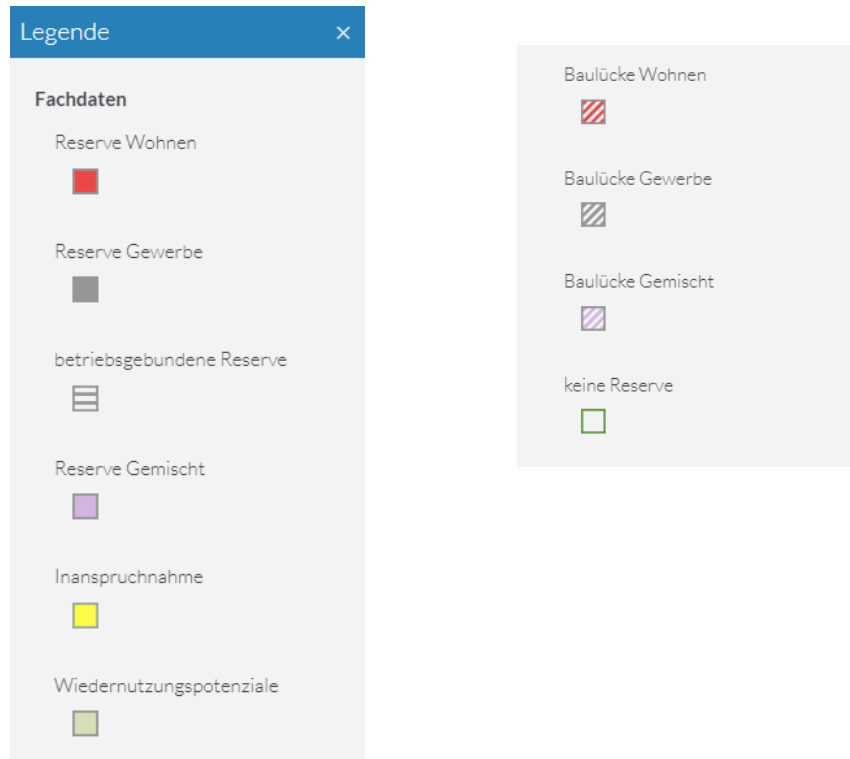 Legende ×
Fachdaten
Reserve Wohnen
Reserve Gewerbe
betriebsgebundene Reserve
Reserve Gemischt
Inanspruchnahme
Wiedernutzungspotenziale
Baulücke Wohnen
Baulücke Gewerbe
Baulücke Gemischt
keine Reserve